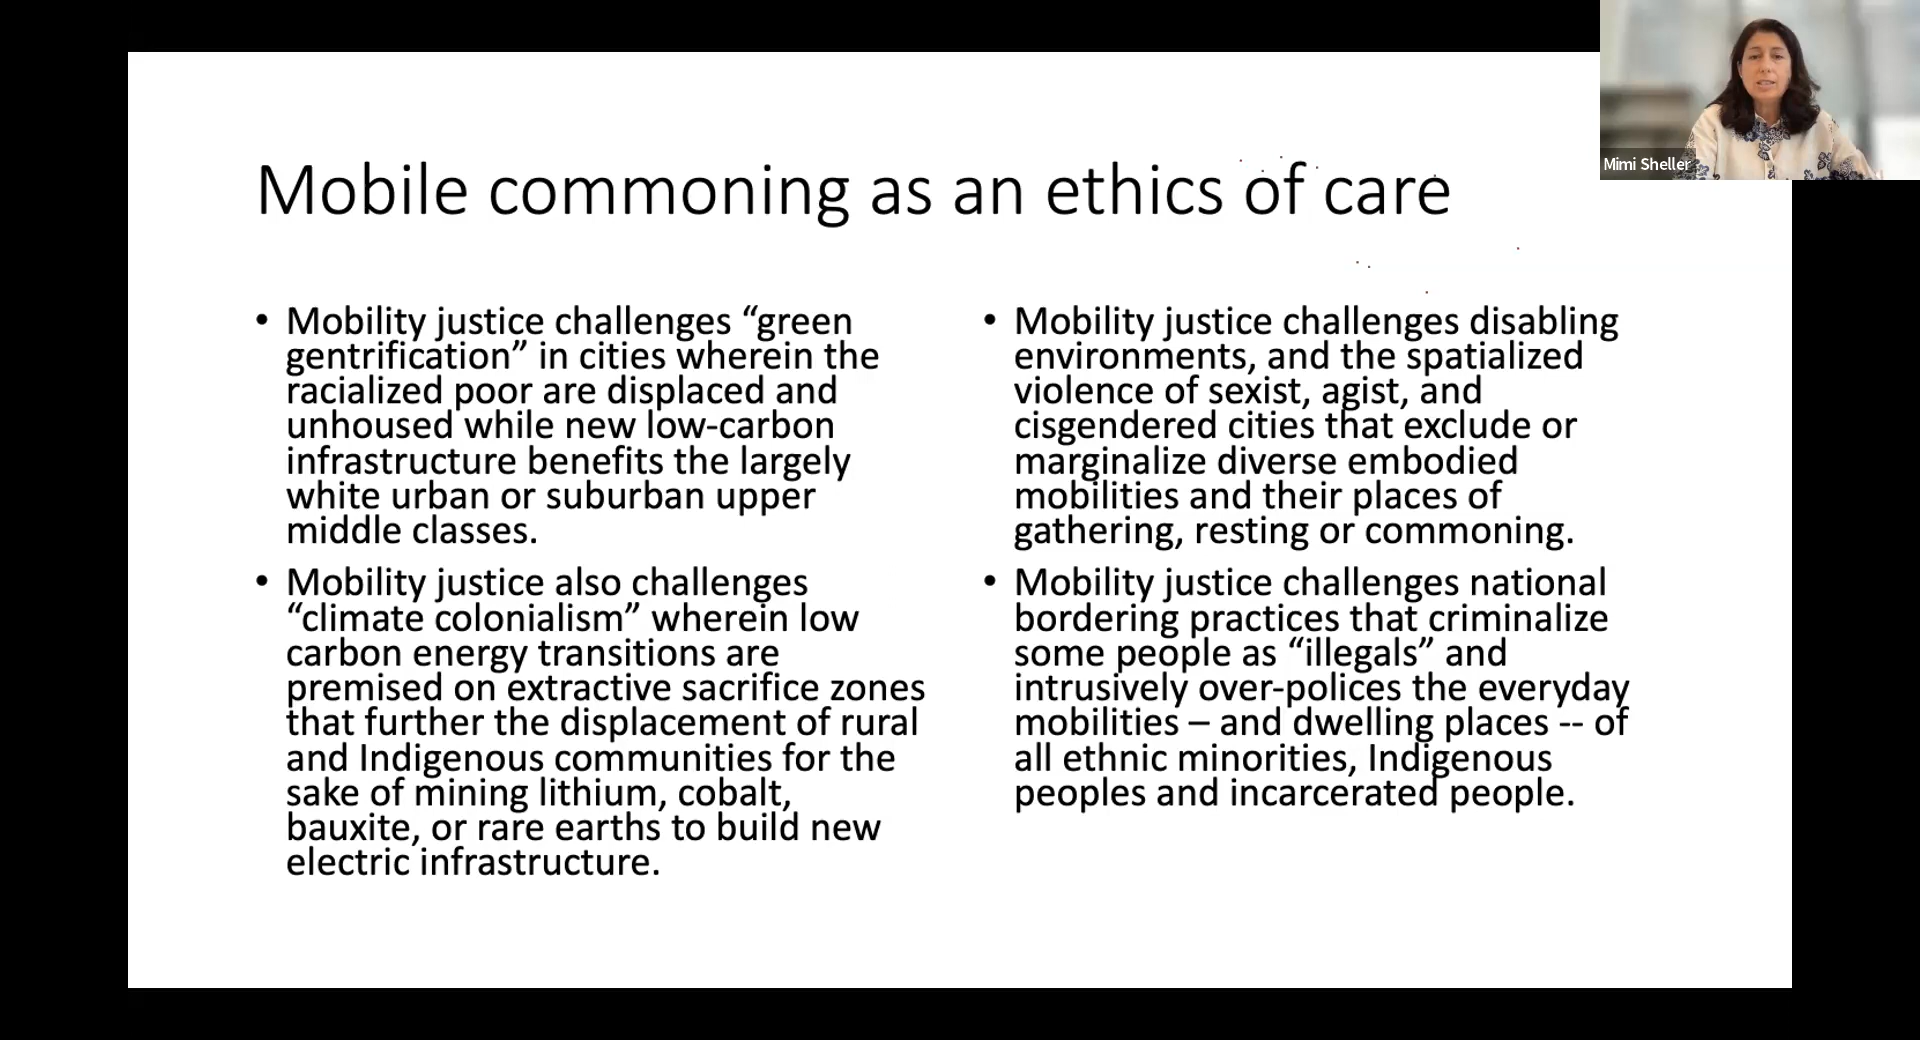 Mimi Sheller
Mobile commoning as an ethics of care
• Mobility justice challenges “green
gentrification” in cities wherein the
racialized poor are displaced and
unhoused while new low-carbon
infrastructure benefits the largely
white urban or suburban upper
middle classes.
• Mobility justice also challenges
“climate colonialism” wherein low
carbon energy transitions are
premised on extractive sacrifice zones
that further the displacement of rural
and Indigenous communities for the
sake of mining lithium, cobalt,
bauxite, or rare earths to build new
electric infrastructure.
• Mobility justice challenges disabling
environments, and the spatialized
violence of sexist, agist, and
cisgendered cities that exclude or
marginalize diverse embodied
mobilities and their places of
gathering, resting or commoning.
• Mobility justice challenges national
bordering practices that criminalize
some people as “illegals” and
intrusively over-polices the everyday
mobilities – and dwelling places -- of
all ethnic minorities, Indigenous
peoples and incarcerated people.